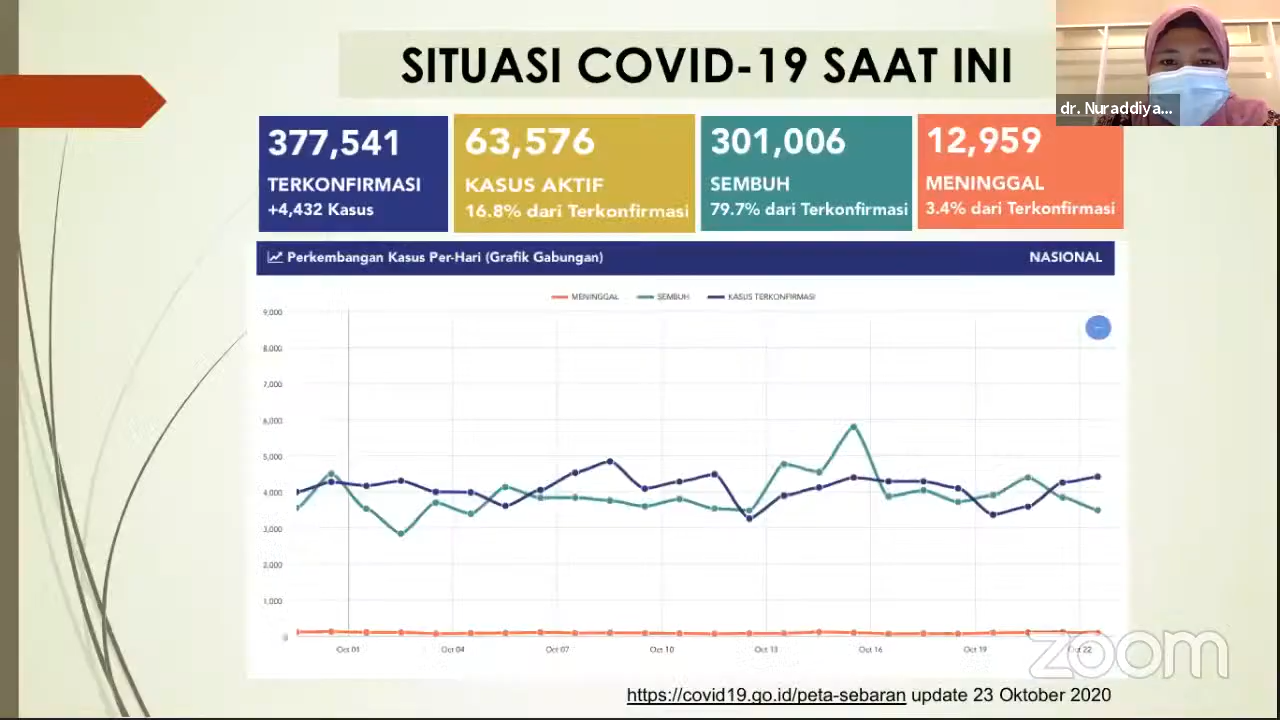 SITUASI COVID-19 SAAT INI
dr. Nuraddiya...
377,541
TERKONFIRMASI
+4,432 Kasus
63,576
KASUS AKTIF
16.8% dari Terkonfirmasi
301,006
SEMBUH
79.7% dari Terkonfirmasi
12,959
MENINGGAL
3.4% dari Terkonfirmasi
Perkembangan Kasus Per-Hari (Grafik Gabungan)
NASIONAL
MENINGGAL
SEMBUH
KASUS TERKONFIRMASI
9,000
8,000
7,000
6,000
5,000
4,000
3,000
2,000
1,000
0
Oct 01
Oct 04
Oct 07
Oct 10
Oct 13
Oct 16
Oct 19
Oct 22
zoom
https://covid19.go.id/peta-sebaran update 23 Oktober 2020